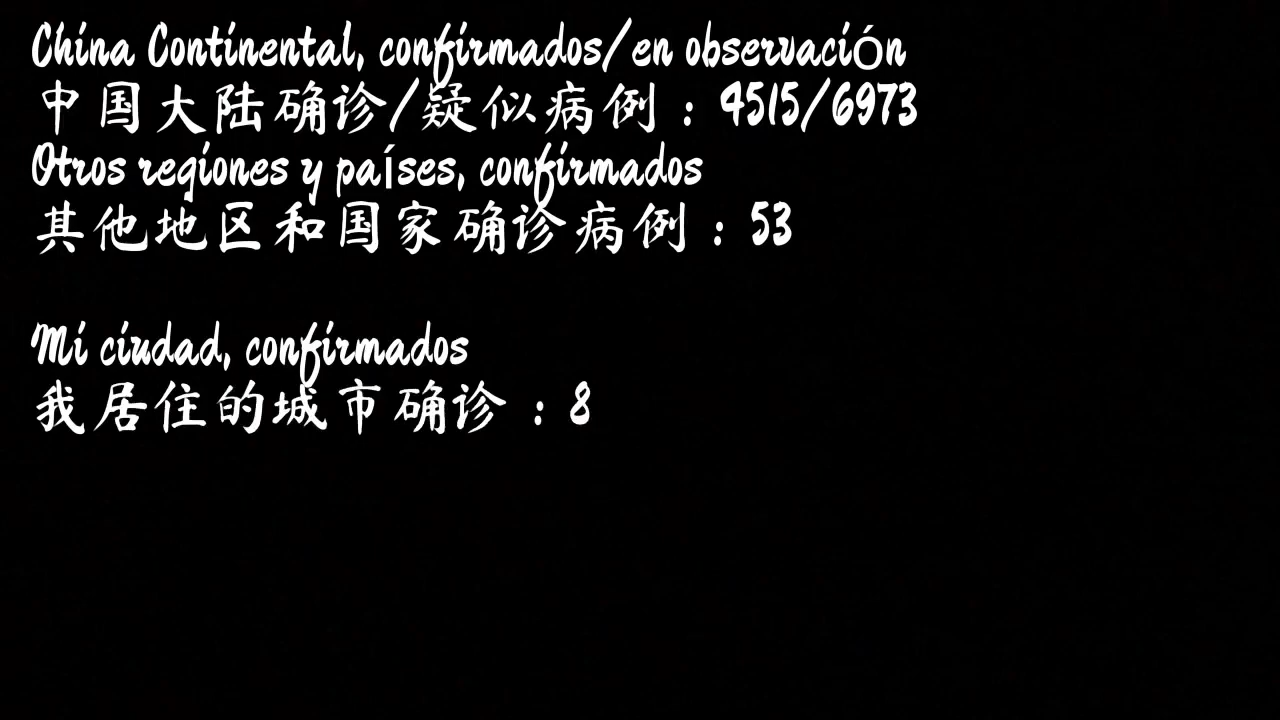 China Continental, confirmados/en observación
中国大陆确诊/疑似病例：4515/6973
Otros regiones y países, confirmados
其他地区和国家确诊病例：53
Mi ciudad, confirmados
我居住的城市确诊：8